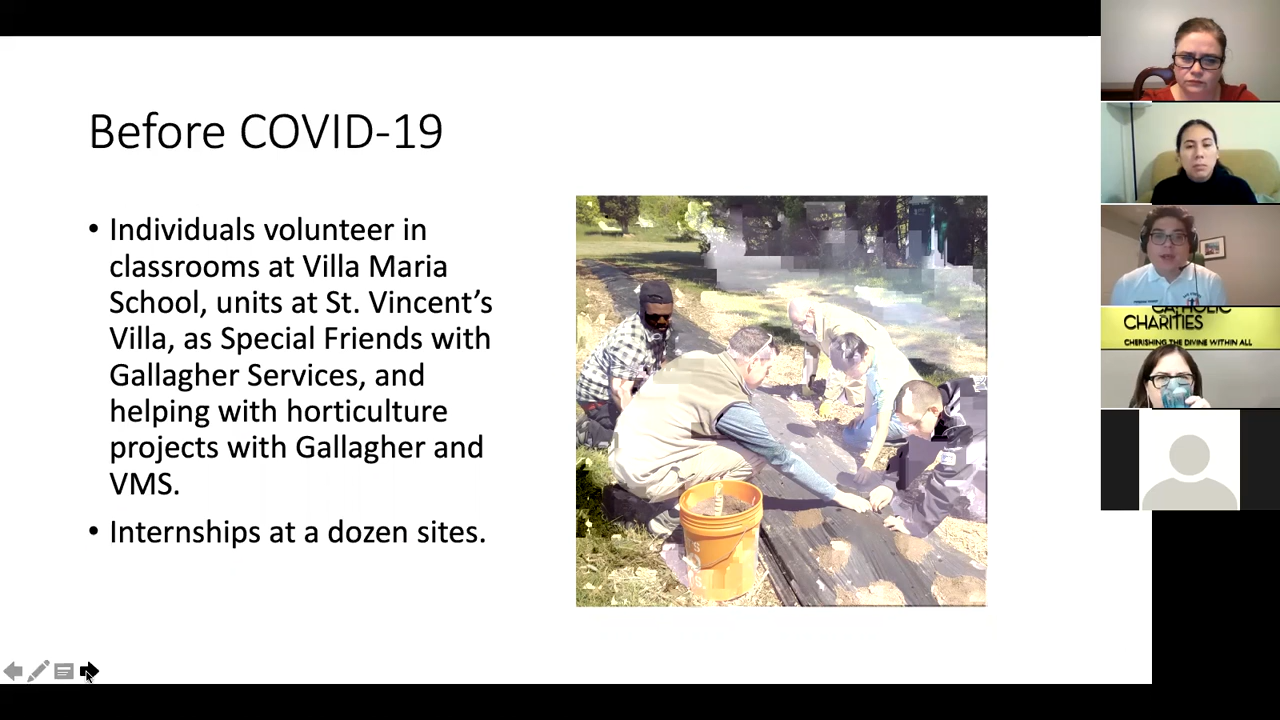 Before COVID-19
• Individuals volunteer in
classrooms at Villa Maria
School, units at St. Vincent’s
Villa, as Special Friends with
Gallagher Services, and
helping with horticulture
projects with Gallagher and
VMS.
• Internships at a dozen sites.
CATHOLIC
CHARITIES
CHERISHING THE DIVINE WITHIN ALL